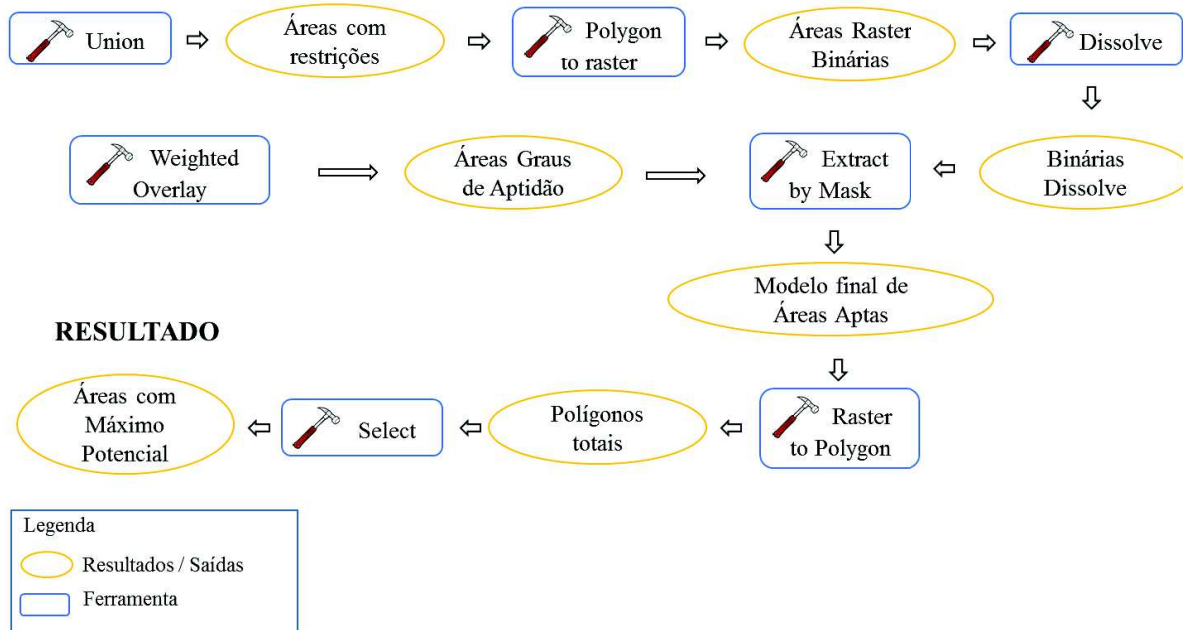 Union
Áreas com
restrições
Polygon
to raster
Áreas Raster
Binárias
Dissolve
Weighted
Overlay
Áreas Graus
de Aptidão
Extract
by Mask
Binárias
Dissolve
Modelo final de
Áreas Aptas
RESULTADO
Áreas com
Máximo
Potencial
Select
Polígonos
totais
Raster
to Polygon
Legenda
Resultados / Saídas
Ferramenta